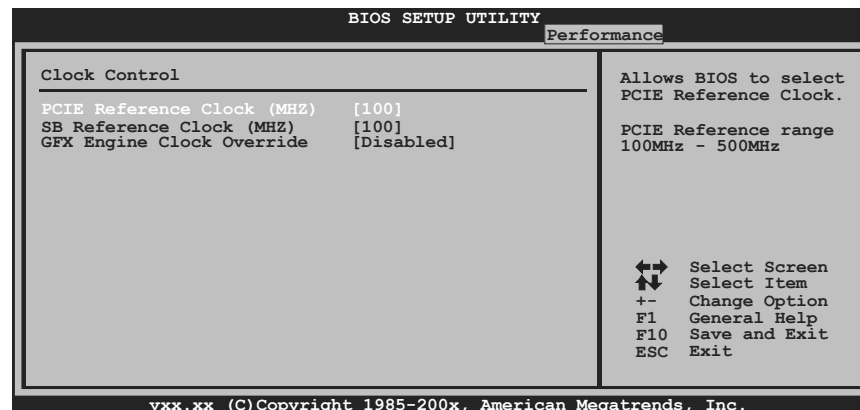 BIOS SETUP UTILITY
Performance
Clock Control
PCIE Reference Clock (MHZ) [100]
SB Reference Clock (MHZ) [100]
GFX Engine Clock Override [Disabled]
Allows BIOS to select
PCIE Reference Clock.
PCIE Reference range
100MHz - 500MHz
Select Screen
Select Item
+- Change Option
F1 General Help
F10 Save and Exit
ESC Exit
vxx.xx (C)Copyright 1985-200x, American Megatrends, Inc.